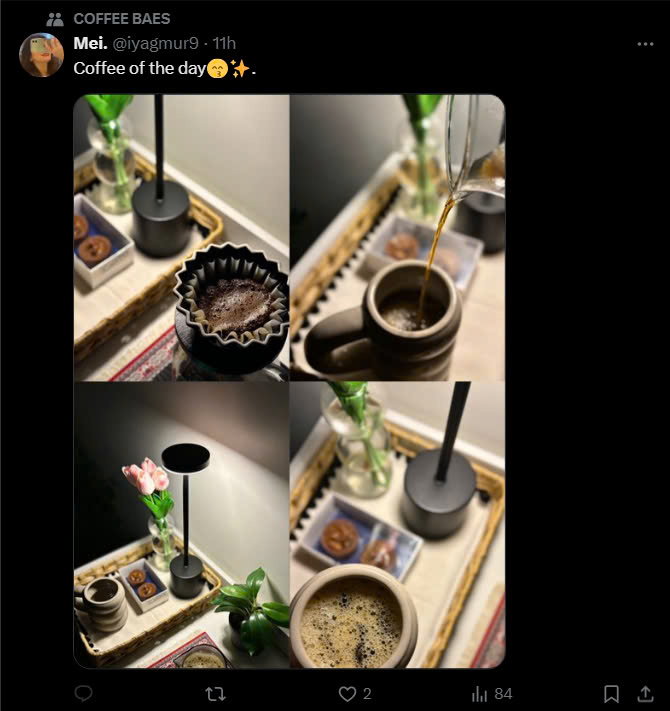 COFFEE BAES
Mei. @iyagmur9 · 11h
Coffee of the day😙✨.
2
84